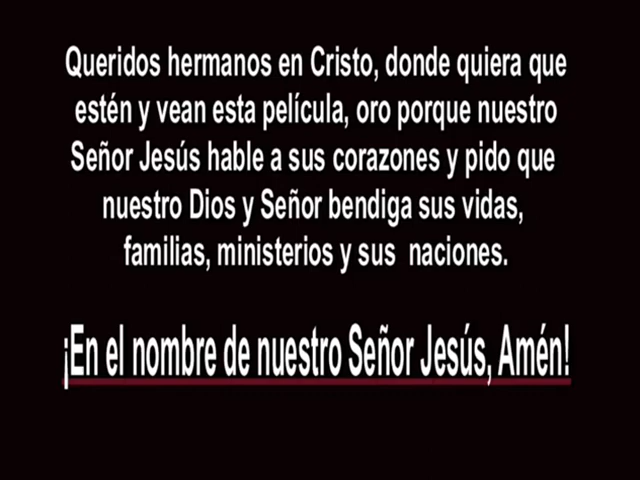 Queridos hermanos en Cristo, donde quiera que
estén y vean esta película, oro porque nuestro
Señor Jesús hable a sus corazones y pido que
nuestro Dios y Señor bendiga sus vidas,
familias, ministerios y sus naciones.
¡En el nombre de nuestro Señor Jesús, Amén!